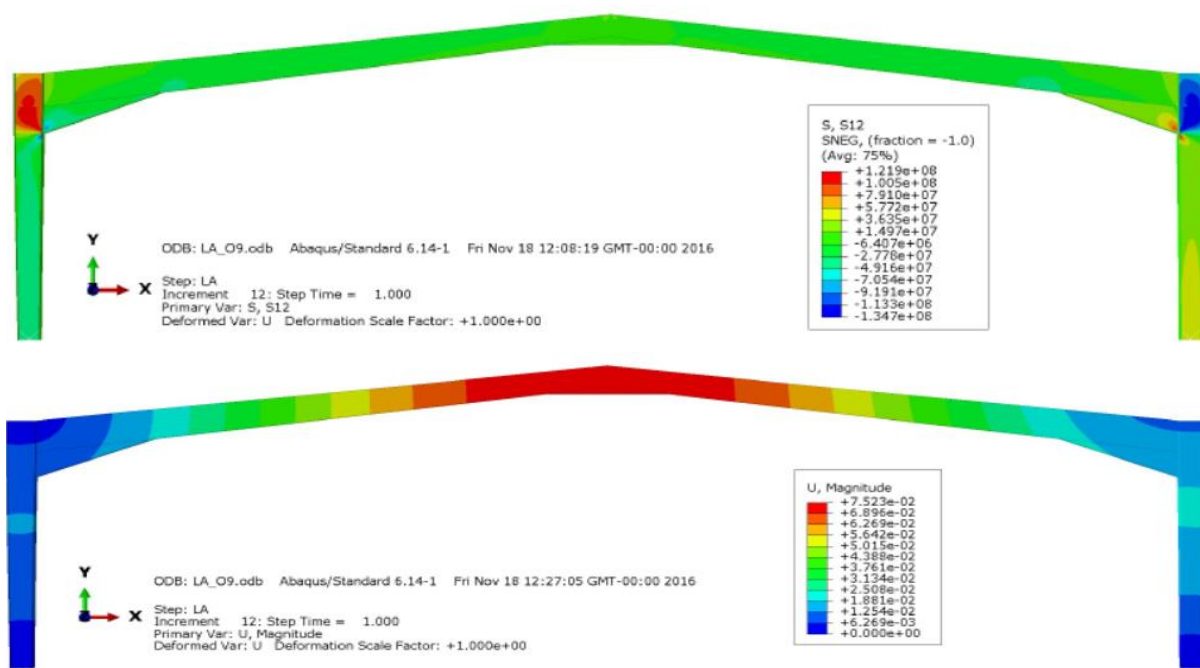 S, S12
SNEG, (fraction = -1.0)
(Avg: 75%)
+1.219e+08
+1.005e+08
+7.910e+07
+5.772e+07
+3.635e+07
+1.497e+07
-6.407e+06
-2.778e+07
-4.916e+07
-7.054e+07
-9.191e+07
-1.133e+08
-1.347e+08
Y
X
ODB: LA_O9.odb Abaqus/Standard 6.14-1 Fri Nov 18 12:08:19 GMT-00:00 2016
Step: LA
Increment 12: Step Time = 1.000
Primary Var: S, S12
Deformed Var: U Deformation Scale Factor: +1.000e+00
U, Magnitude
+7.523e-02
+6.896e-02
+6.269e-02
+5.642e-02
+5.015e-02
+4.388e-02
+3.761e-02
+3.134e-02
+2.508e-02
+1.881e-02
+1.254e-02
+6.269e-03
+0.000e+00
Y
X
ODB: LA_O9.odb Abaqus/Standard 6.14-1 Fri Nov 18 12:27:05 GMT-00:00 2016
Step: LA
Increment 12: Step Time = 1.000
Primary Var: U, Magnitude
Deformed Var: U Deformation Scale Factor: +1.000e+00